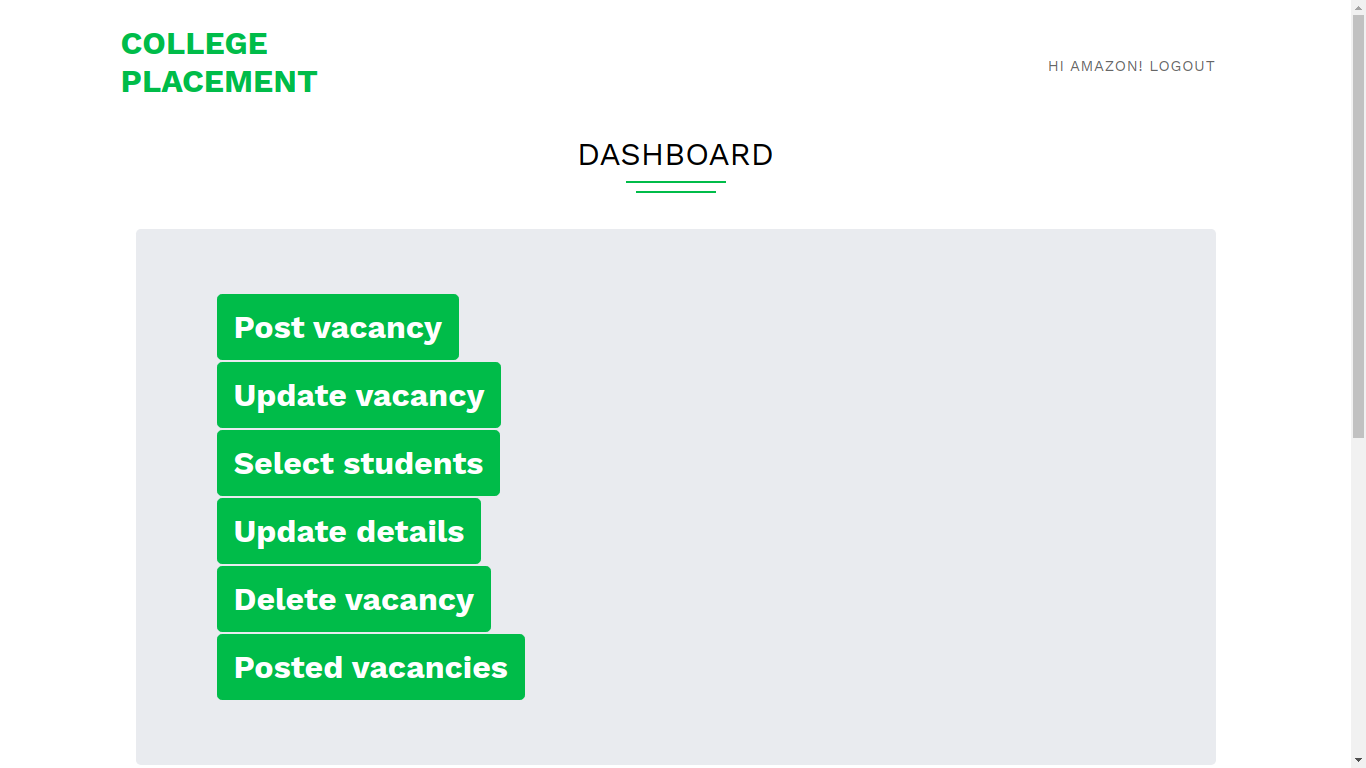 COLLEGE
PLACEMENT
HI AMAZON! LOGOUT
DASHBOARD
Post vacancy
Update vacancy
Select students
Update details
Delete vacancy
Posted vacancies